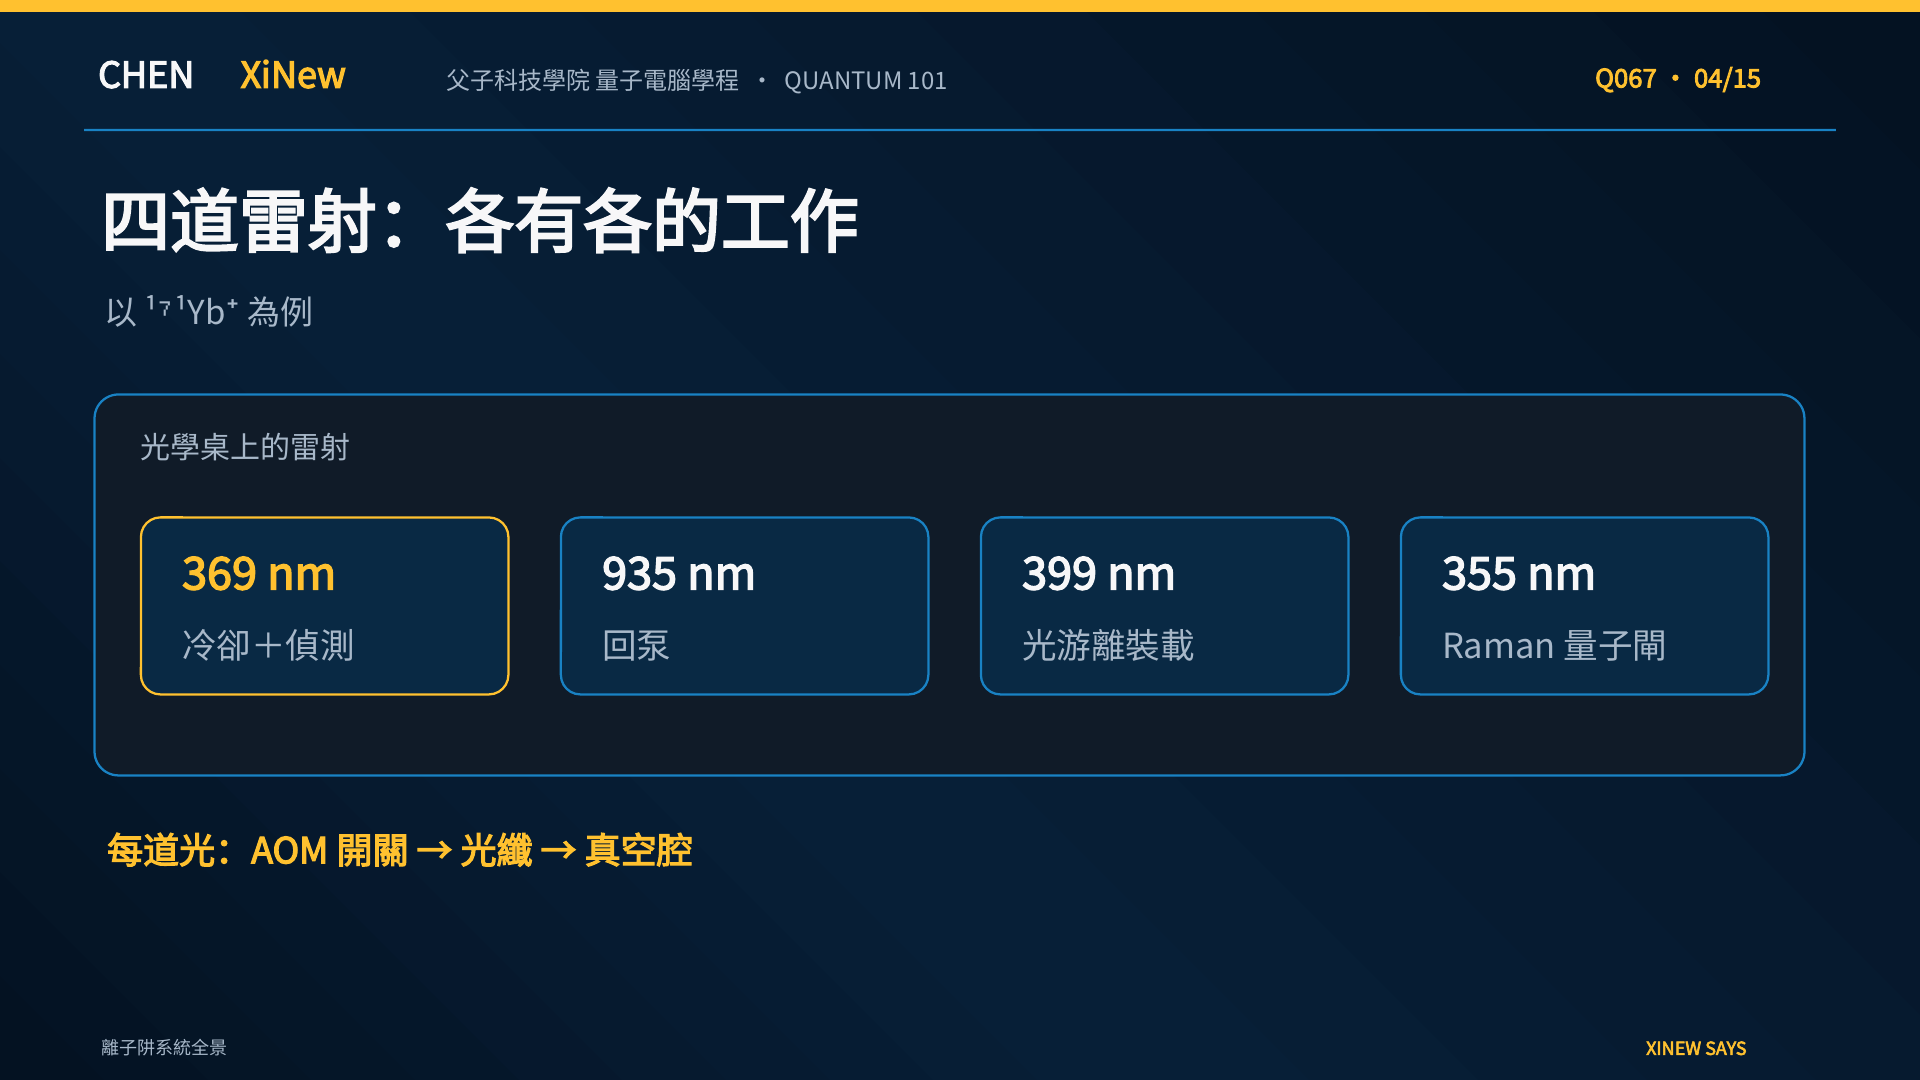 CHEN XiNew 父子科技學院 量子電腦學程 · QUANTUM 101 Q067 · 04/15
四道雷射：各有各的工作
以 ¹⁷¹Yb⁺ 為例
光學桌上的雷射
369 nm
冷卻＋偵測
935 nm
回泵
399 nm
光游離裝載
355 nm
Raman 量子閘
每道光：AOM 開關 → 光纖 → 真空腔
離子阱系統全景
XINEW SAYS